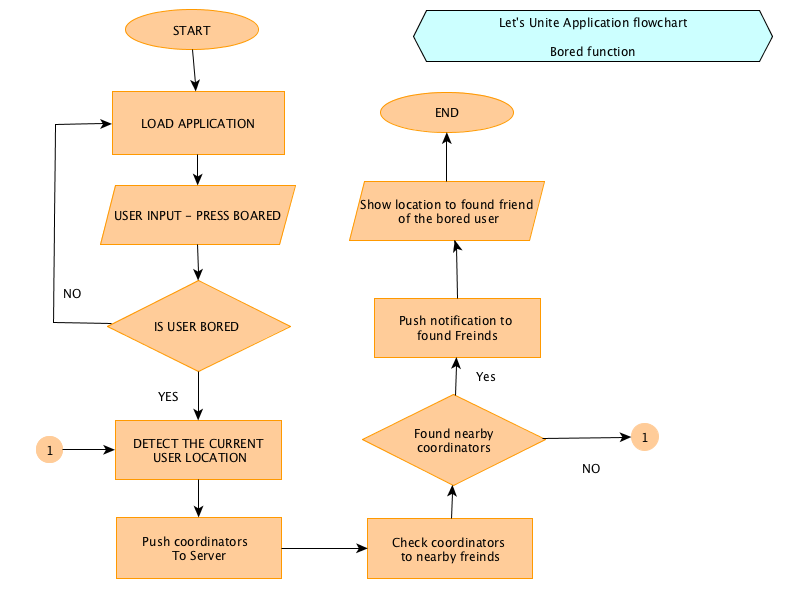 Let's Unite Application flowchart
Bored function
START
LOAD APPLICATION
USER INPUT - PRESS BOARED
IS USER BORED
NO
YES
1
DETECT THE CURRENT
USER LOCATION
Push coordinators
To Server
Check coordinators
to nearby freinds
Found nearby
coordinators
NO
1
Yes
Push notification to
found Freinds
Show location to found friend
of the bored user
END